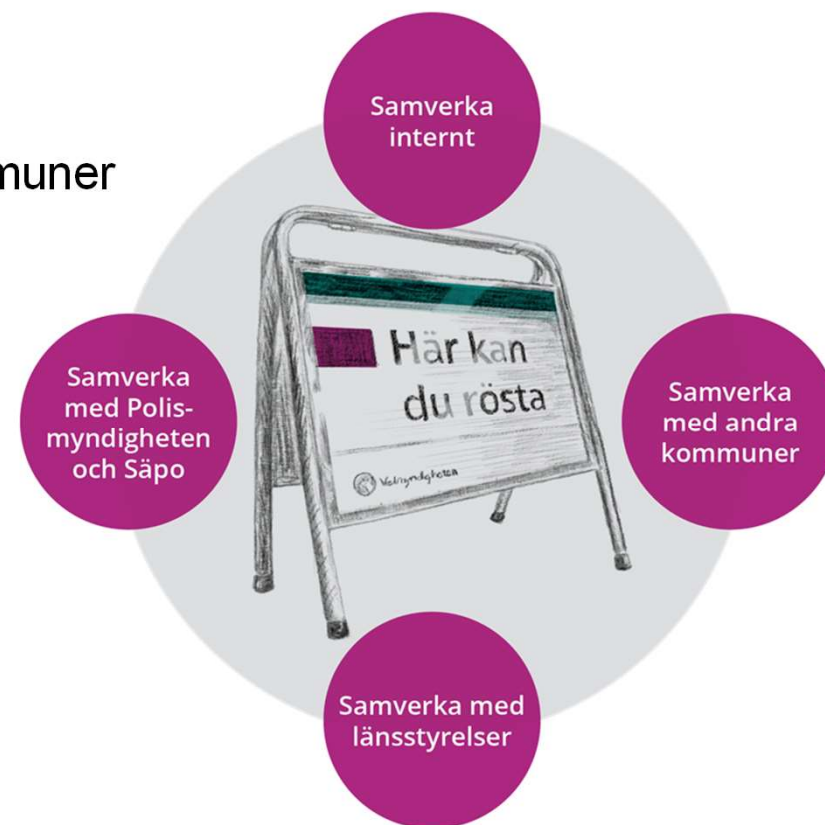 Samverka
internt
muner
Samverka
med Polis-
myndigheten
och Säpo
Här kan
du rösta
Valmyndigheten
Samverka
med andra
kommuner
Samverka med
länsstyrelser